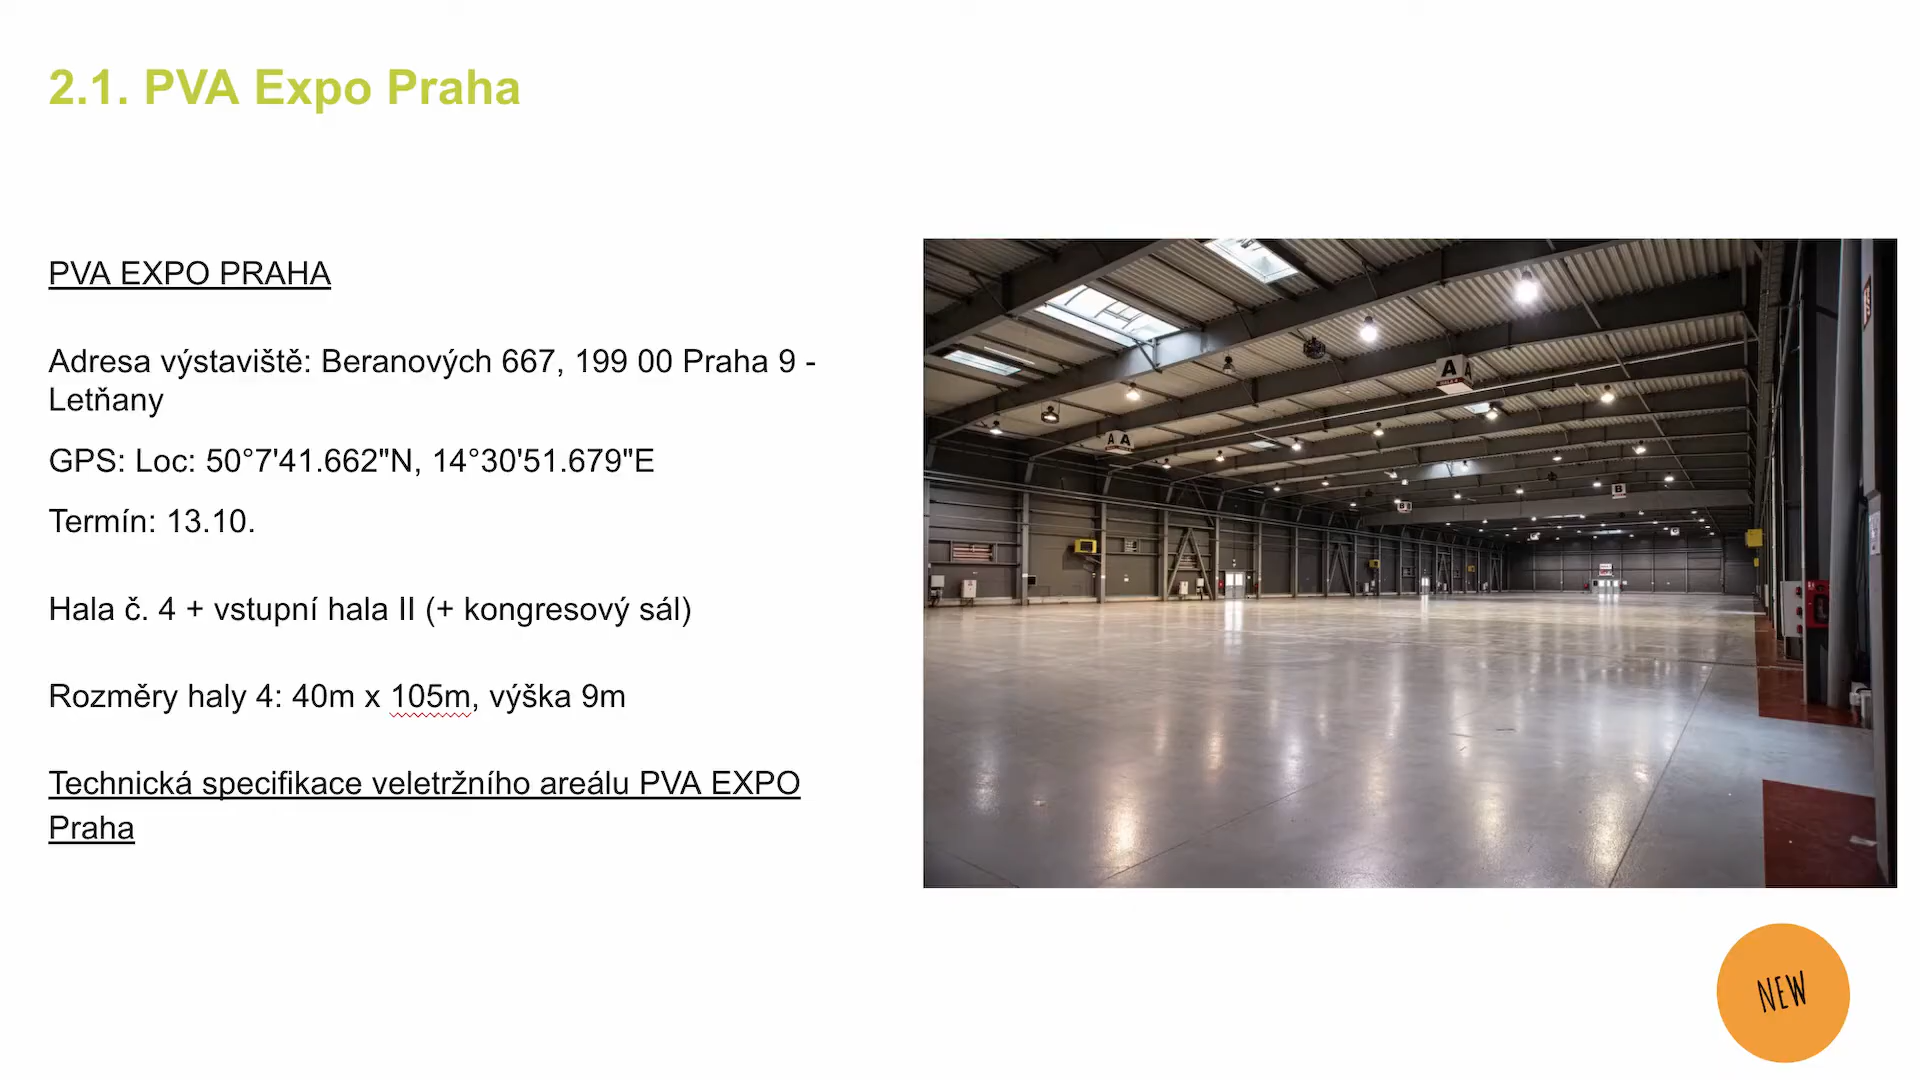 2.1. PVA Expo Praha
PVA EXPO PRAHA
Adresa výstaviště: Beranových 667, 199 00 Praha 9 -
Letňany
GPS: Loc: 50°7'41.662"N, 14°30'51.679"E
Termín: 13.10.
Hala č. 4 + vstupní hala II (+ kongresový sál)
Rozměry haly 4: 40m x 105m, výška 9m
Technická specifikace veletržního areálu PVA EXPO
Praha
A A
A A
B
B
NEW